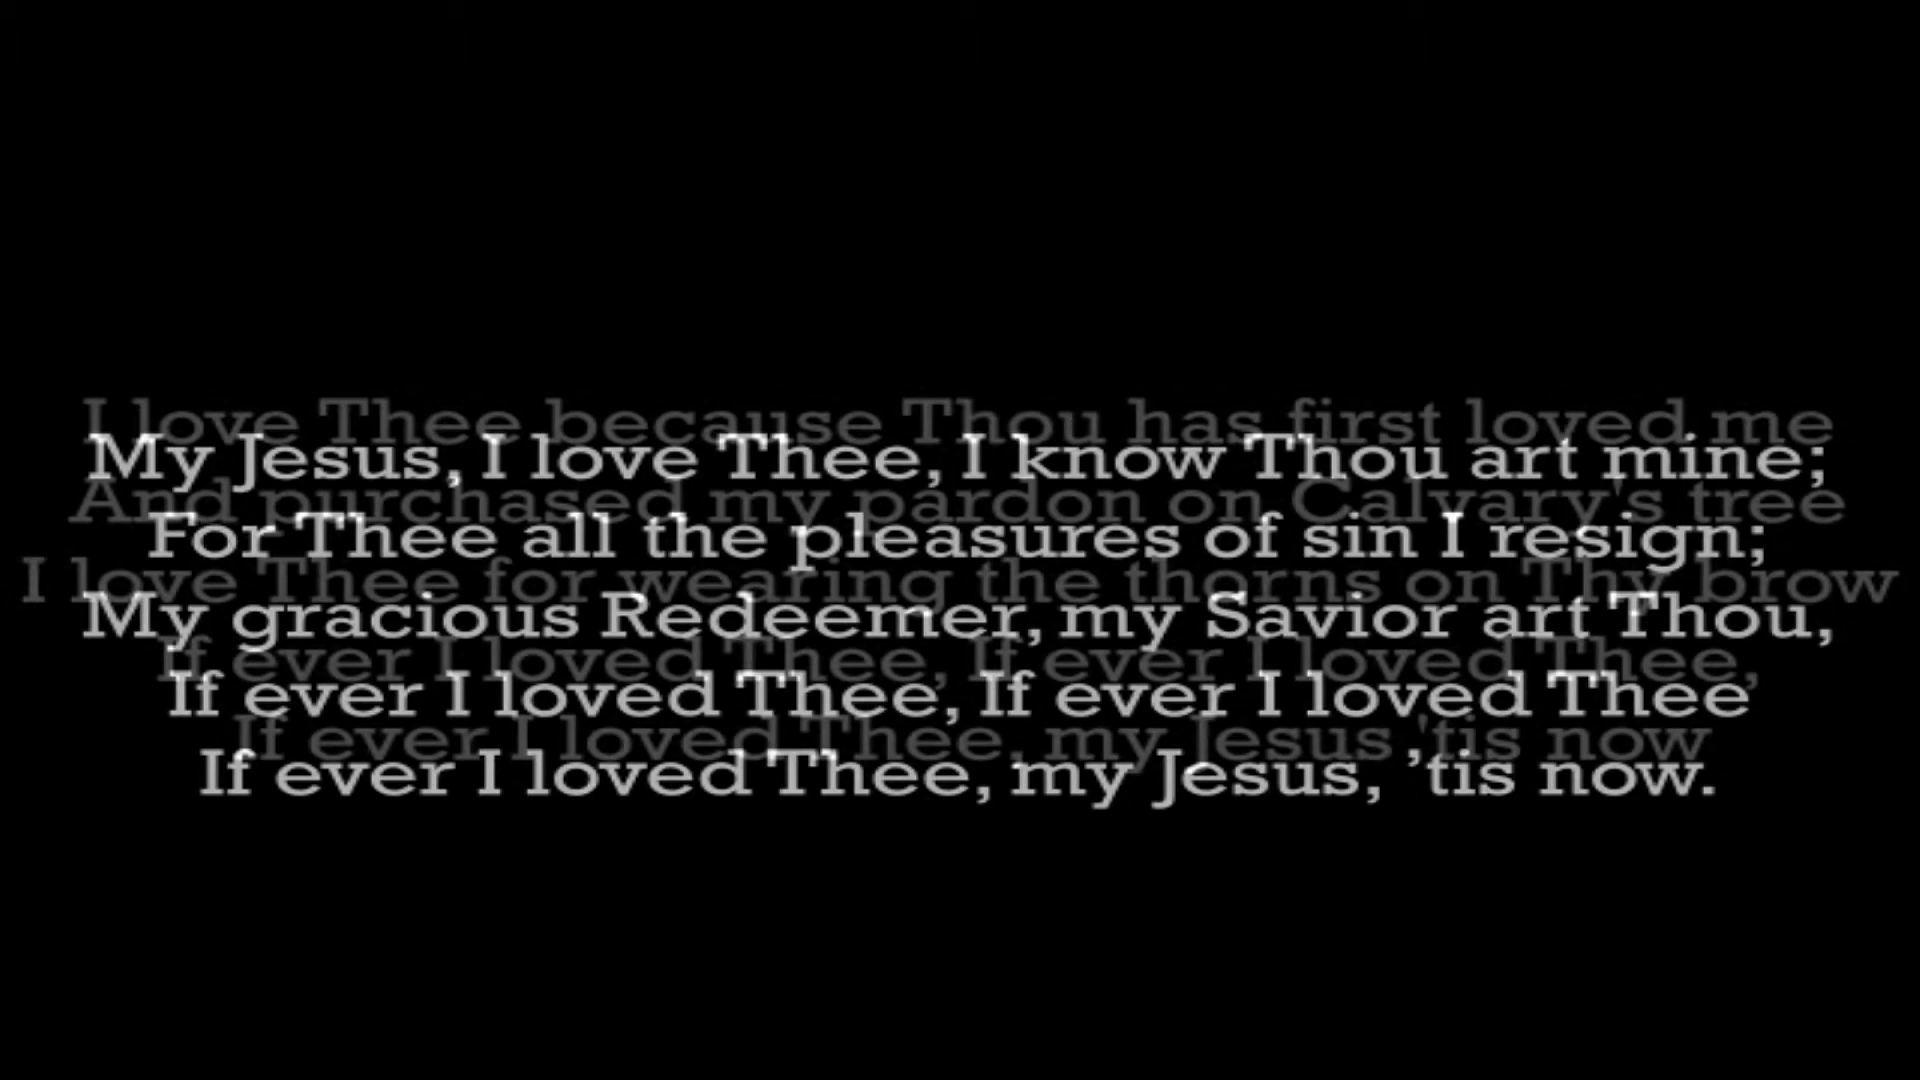 I love Thee because Thou has first loved me
My Jesus, I love Thee, I know Thou art mine;
And purchased my pardon on Calvary's tree
For Thee all the pleasures of sin I resign;
I love Thee for wearing the thorns on Thy brow
My gracious Redeemer, my Savior art Thou,
If ever I loved Thee, If ever I loved Thee,
If ever I loved Thee, If ever I loved Thee
If ever I loved Thee, my Jesus 'tis now
If ever I loved Thee, my Jesus, ’tis now.